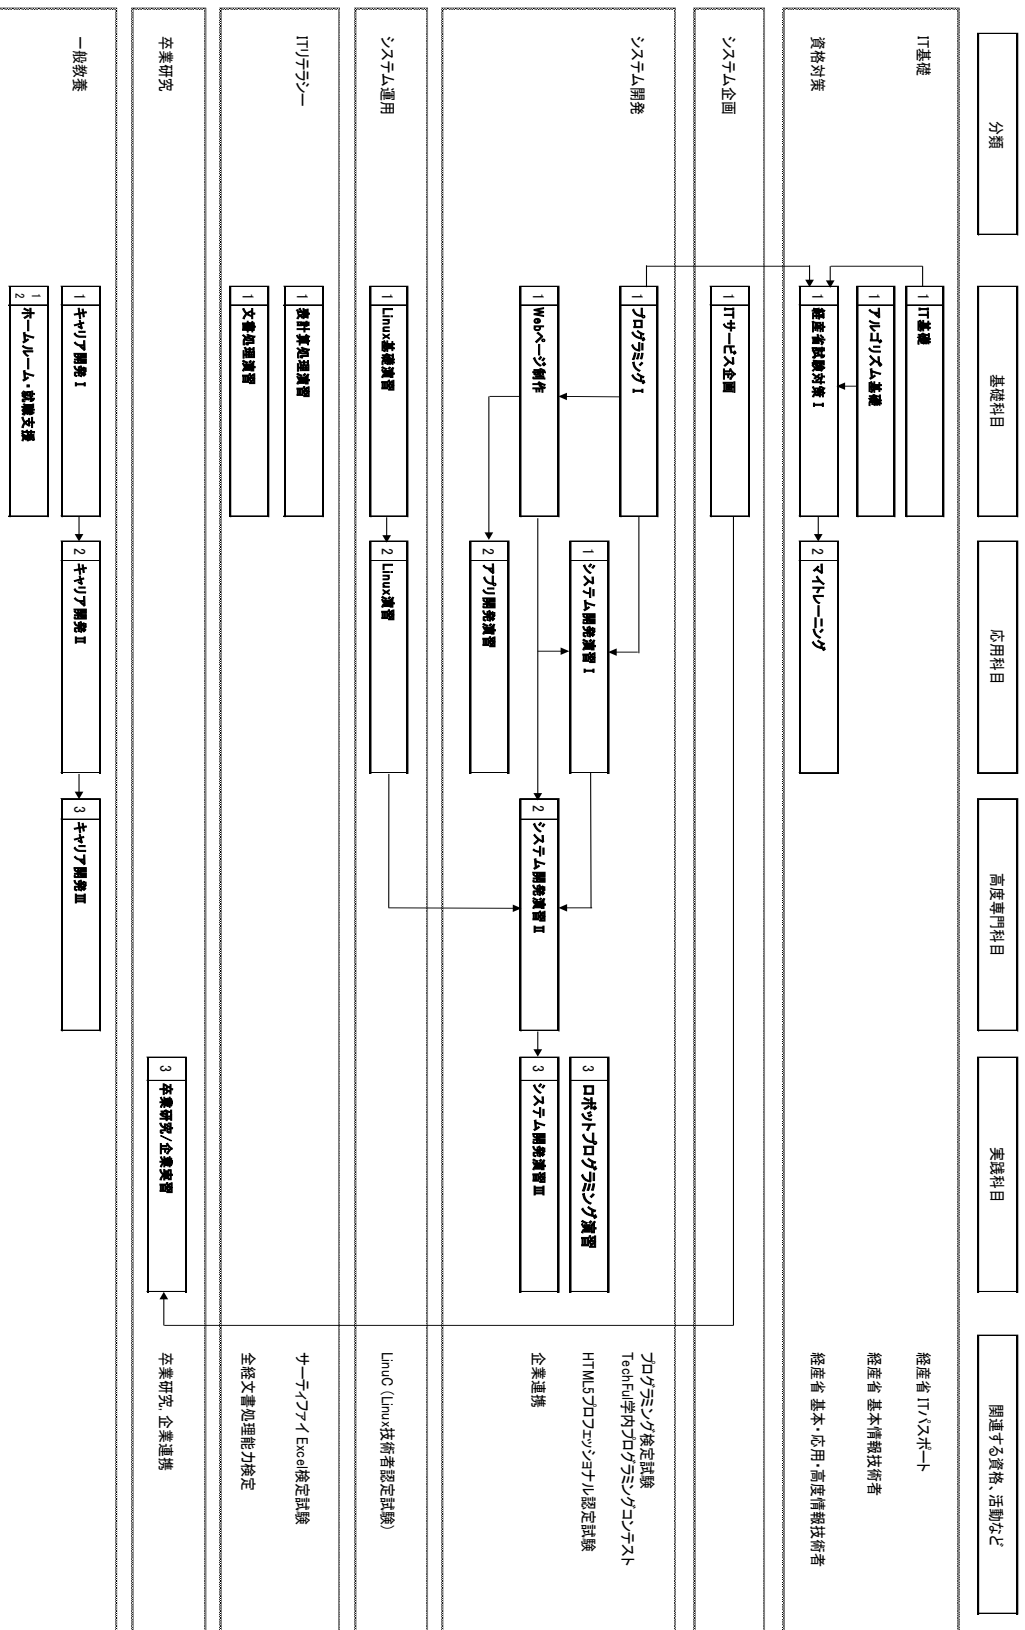 分類
基礎科目
応用科目
高度専門科目
実践科目
関連する資格、活動など
IT基礎
1 IT基礎
経産省 ITパスポート
1 アルゴリズム基礎
経産省 基本情報技術者
資格対策
1 経産省試験対策Ⅰ
2 マイトレーニング
経産省 基本・応用・高度情報技術者
システム企画
1 ITサービス企画
システム開発
1 プログラミングⅠ
プログラミング検定試験
TechFul学内プログラミングコンテスト
1 システム開発演習Ⅰ
3 ロボットプログラミング演習
HTML5プロフェッショナル認定試験
1 Webページ制作
2 システム開発演習Ⅱ
3 システム開発演習Ⅲ
企業連携
2 アプリ開発演習
システム運用
1 Linux基礎演習
2 Linux演習
LinuC (Linux技術者認定試験)
ITリテラシー
1 表計算処理演習
サーティファイ Excel検定試験
1 文書処理演習
全経文書処理能力検定
卒業研究
3 卒業研究/企業実習
卒業研究, 企業連携
一般教養
1 キャリア開発Ⅰ
2 キャリア開発Ⅱ
3 キャリア開発Ⅲ
1
2 ホームルーム・就職支援